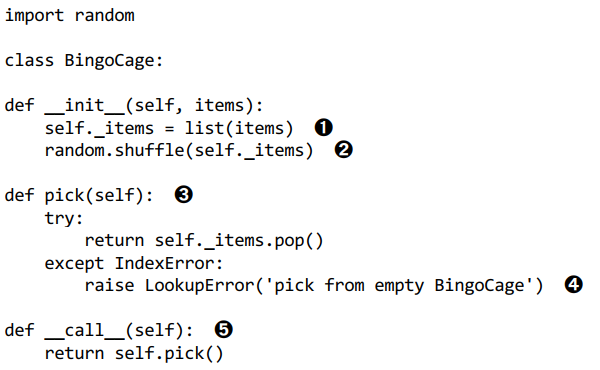 import random

class BingoCage:

def __init__(self, items):
    self._items = list(items) ❶
    random.shuffle(self._items) ❷

def pick(self): ❸
    try:
        return self._items.pop()
    except IndexError:
        raise LookupError('pick from empty BingoCage') ❹

def __call__(self): ❺
    return self.pick()